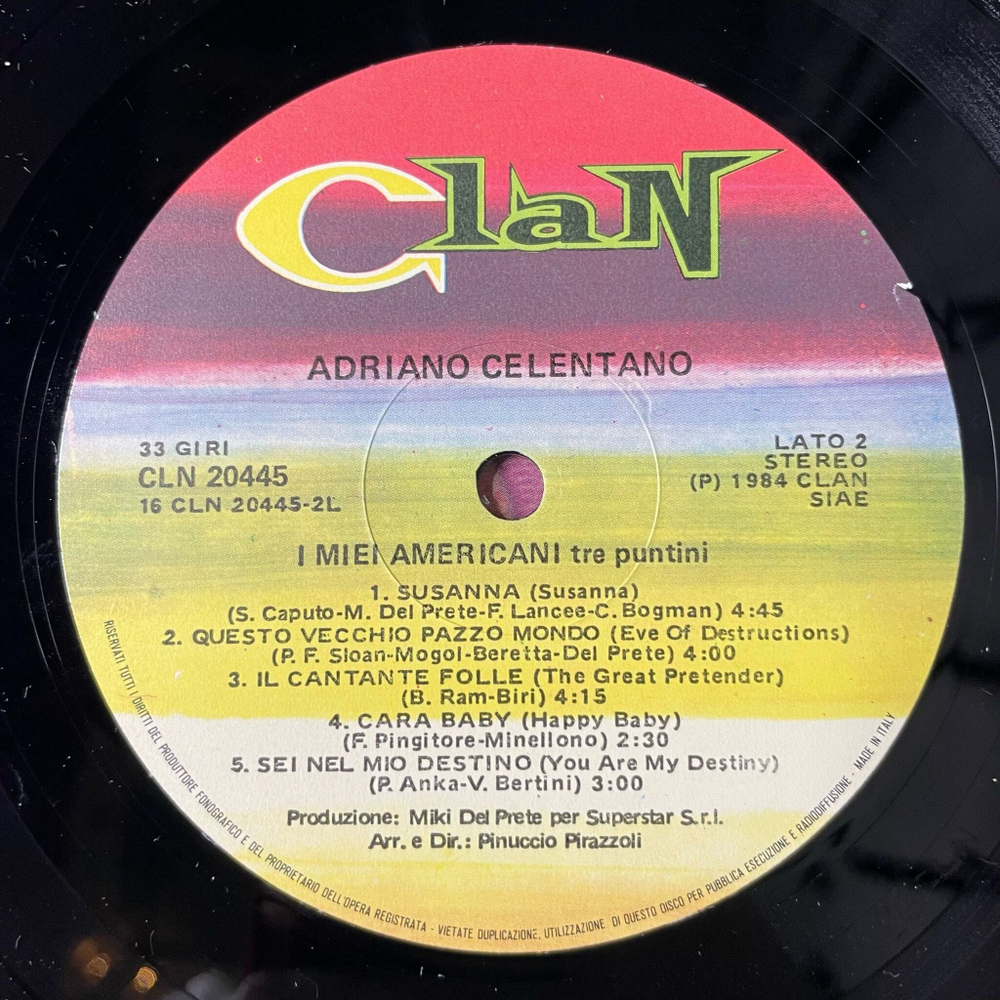 ClaN
ADRIANO CELENTANO
33 GIRI
CLN 20445
16 CLN 20445-2L
LATO 2
STEREO
(P) 1984 CLAN
SIAE
I MIEI AMERICANI tre puntini
1. SUSANNA (Susanna)
(S. Caputo-M. Del Prete-F. Lancee-C. Bogman) 4:45
2. QUESTO VECCHIO PAZZO MONDO (Eve Of Destructions)
(P. F. Sloan-Mogol-Beretta-Del Prete) 4:00
3. IL CANTANTE FOLLE (The Great Pretender)
(B. Ram-Biri) 4:15
4. CARA BABY (Happy Baby)
(F. Pingitore-Minellono) 2:30
5. SEI NEL MIO DESTINO (You Are My Destiny)
(P. Anka-V. Bertini) 3:00
Produzione: Miki Del Prete per Superstar S.r.l.
Arr. e Dir.: Pinuccio Pirazzoli
RISERVATI TUTTI I DIRITTI DEL PRODUTTORE FONOGRAFICO E DEL PROPRIETARIO DELL'OPERA REGISTRATA - VIETATE DUPLICAZIONE, UTILIZZAZIONE DI QUESTO DISCO PER PUBBLICA ESECUZIONE E RADIODIFFUSIONE - MADE IN ITALY